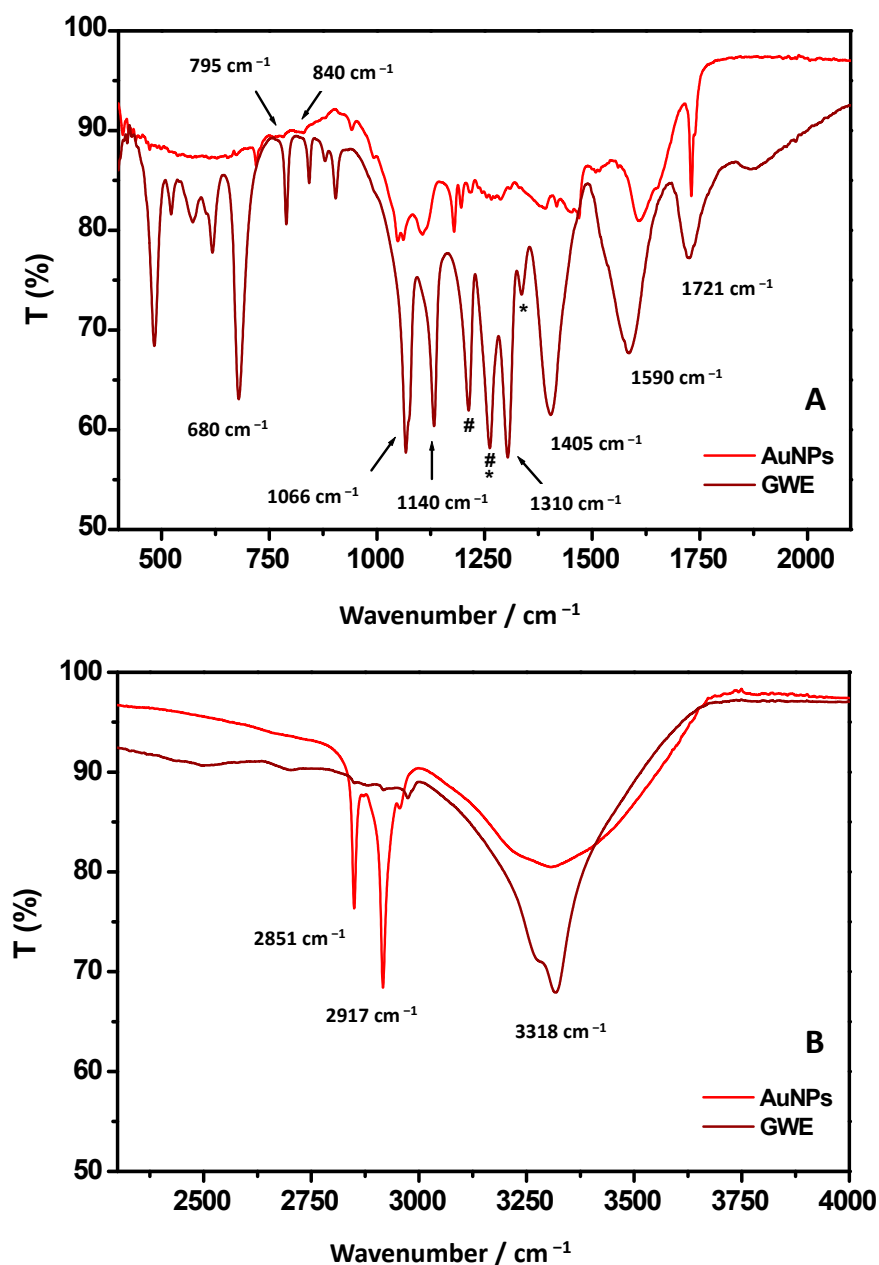 100
90
80
70
60
50
T (%)
795 cm⁻¹
840 cm⁻¹
680 cm⁻¹
1066 cm⁻¹
1140 cm⁻¹
#
#
*
1310 cm⁻¹
*
1405 cm⁻¹
1590 cm⁻¹
1721 cm⁻¹
A
AuNPs
GWE
500 750 1000 1250 1500 1750 2000
Wavenumber / cm⁻¹
100
90
80
70
60
50
T (%)
2851 cm⁻¹
2917 cm⁻¹
3318 cm⁻¹
B
AuNPs
GWE
2500 2750 3000 3250 3500 3750 4000
Wavenumber / cm⁻¹